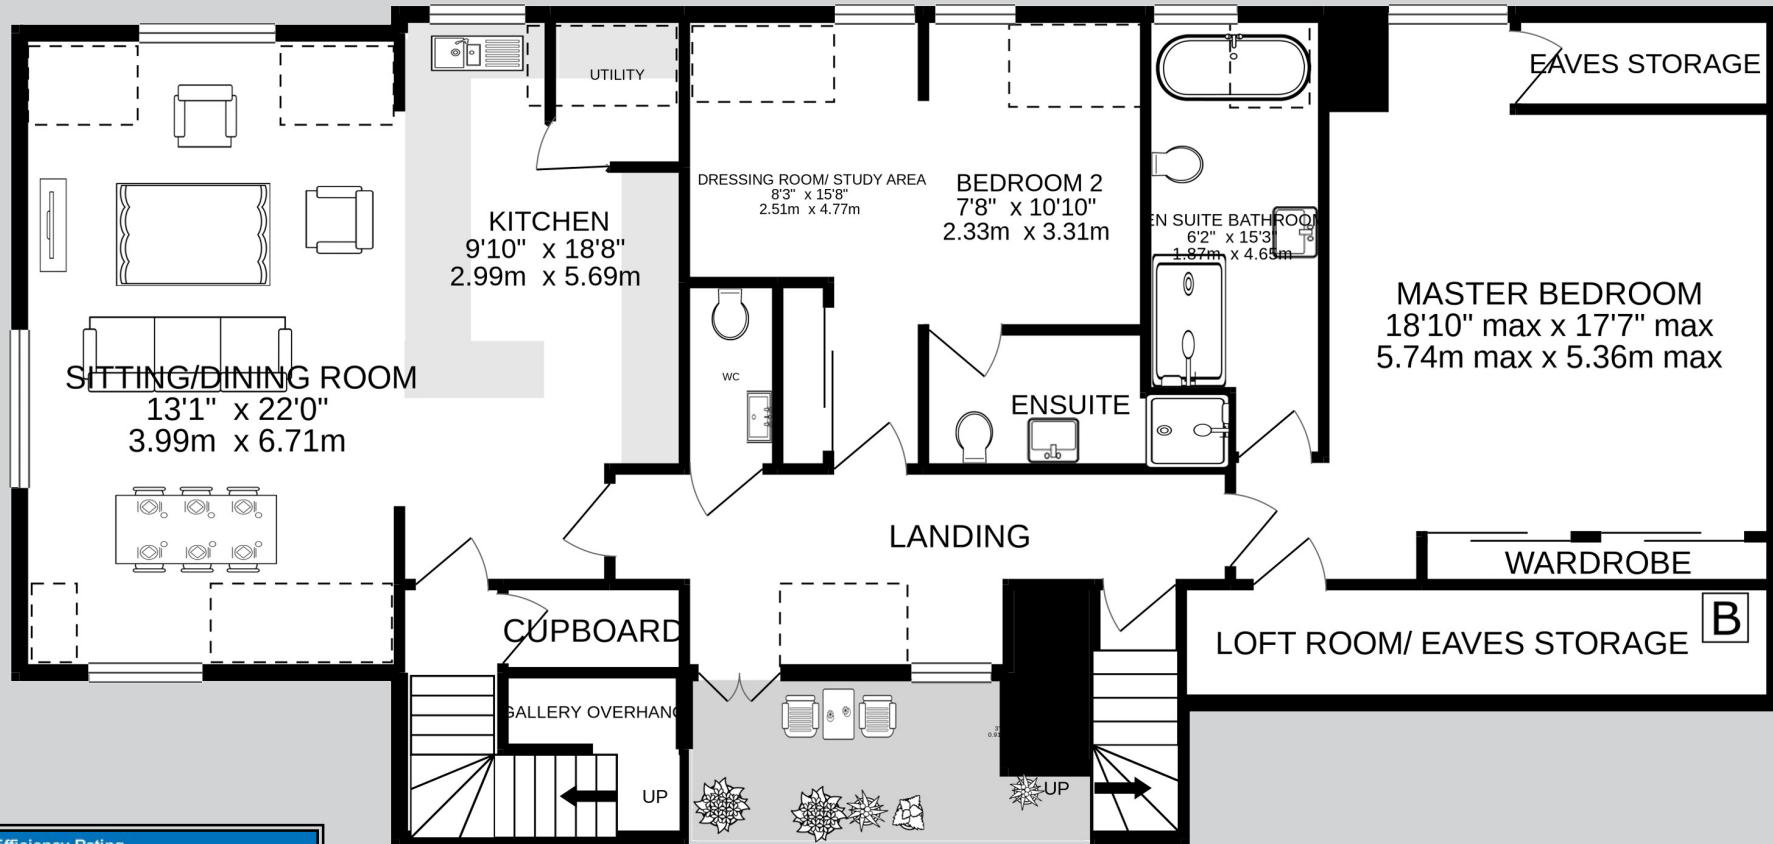 UTILITY
EAVES STORAGE
KITCHEN
9'10" x 18'8"
2.99m x 5.69m
DRESSING ROOM/ STUDY AREA
8'3" x 15'8"
2.51m x 4.77m
BEDROOM 2
7'8" x 10'10"
2.33m x 3.31m
EN SUITE BATHROOM
6'2" x 15'3"
1.87m x 4.65m
MASTER BEDROOM
18'10" max x 17'7" max
5.74m max x 5.36m max
SITTING/DINING ROOM
13'1" x 22'0"
3.99m x 6.71m
WC
ENSUITE
LANDING
WARDROBE
CUPBOARD
LOFT ROOM/ EAVES STORAGE
B
GALLERY OVERHANG
UP
UP
Efficiency Rating